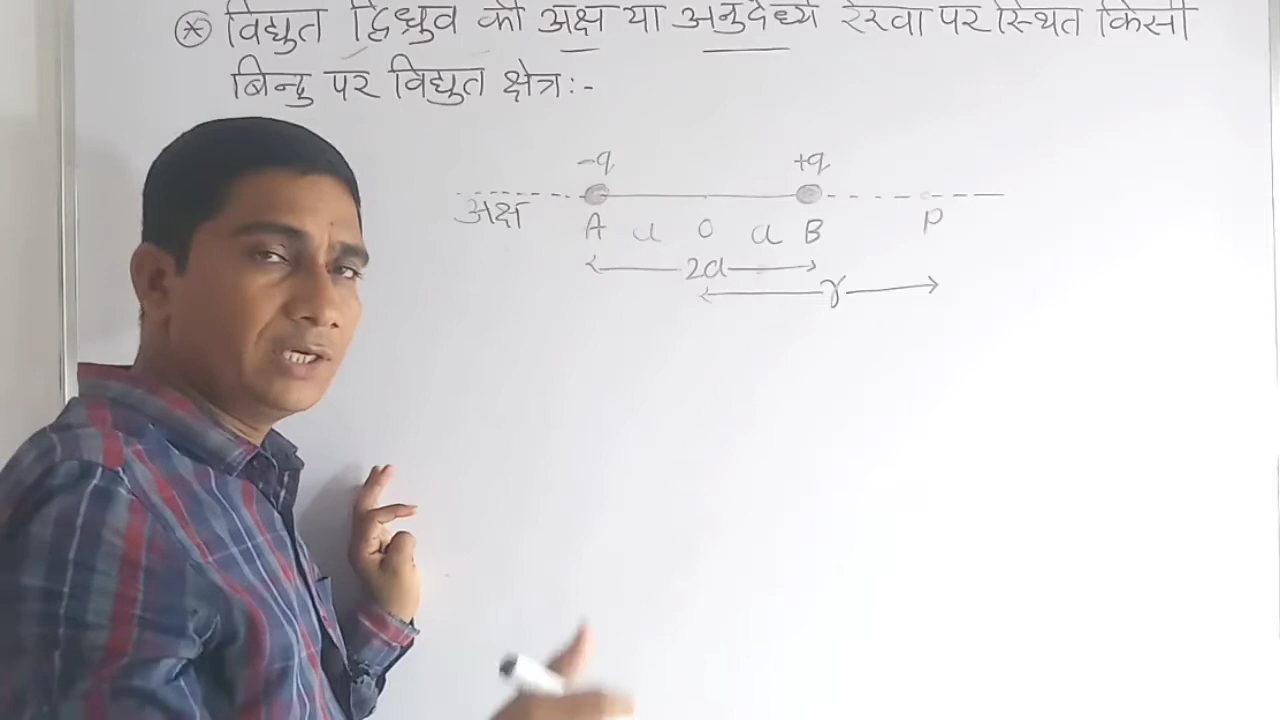 * विद्युत द्विध्रुव की अक्ष या अनुदैर्ध्य रेखा पर स्थित किसी
बिन्दु पर विद्युत क्षेत्र :-
-q +q
अक्ष A a O a B P
2a
r